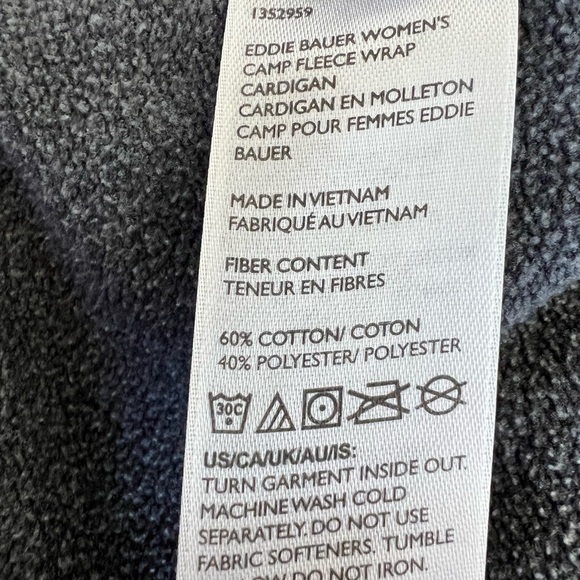 1352959
EDDIE BAUER WOMEN'S
CAMP FLEECE WRAP
CARDIGAN
CARDIGAN EN MOLLETON
CAMP POUR FEMMES EDDIE
BAUER
MADE IN VIETNAM
FABRIQUÉ AU VIETNAM
FIBER CONTENT
TENEUR EN FIBRES
60% COTTON/ COTON
40% POLYESTER/ POLYESTER
30C
US/CA/UK/AU/IS:
TURN GARMENT INSIDE OUT.
MACHINE WASH COLD
SEPARATELY. DO NOT USE
FABRIC SOFTENERS. TUMBLE
DO NOT IRON.